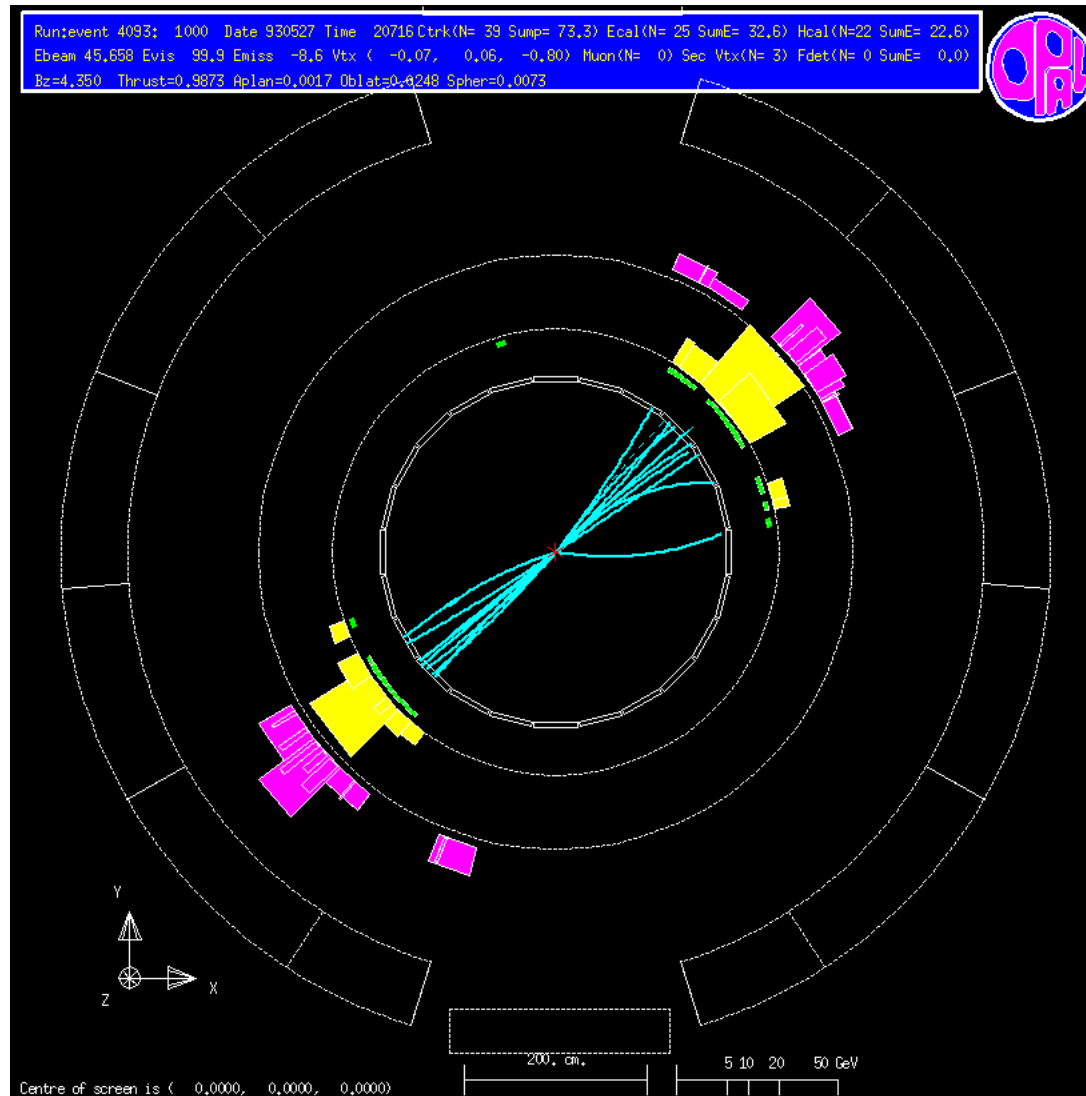 Run:event 4093: 1000 Date 930527 Time 20716 Ctrk(N= 39 Sump= 73.3) Ecal(N= 25 SumE= 32.6) Hcal(N=22 SumE= 22.6)
Ebeam 45.658 Evis 99.9 Emiss -8.6 Vtx ( -0.07, 0.06, -0.80) Muon(N= 0) Sec Vtx(N= 3) Fdet(N= 0 SumE= 0.0)
Bz=4.350 Thrust=0.9873 Aplan=0.0017 Oblat=0.0248 Spher=0.0073
OPAL
Y
X
Z
200. cm.
5 10 20 50 GeV
Centre of screen is ( 0.0000, 0.0000, 0.0000)